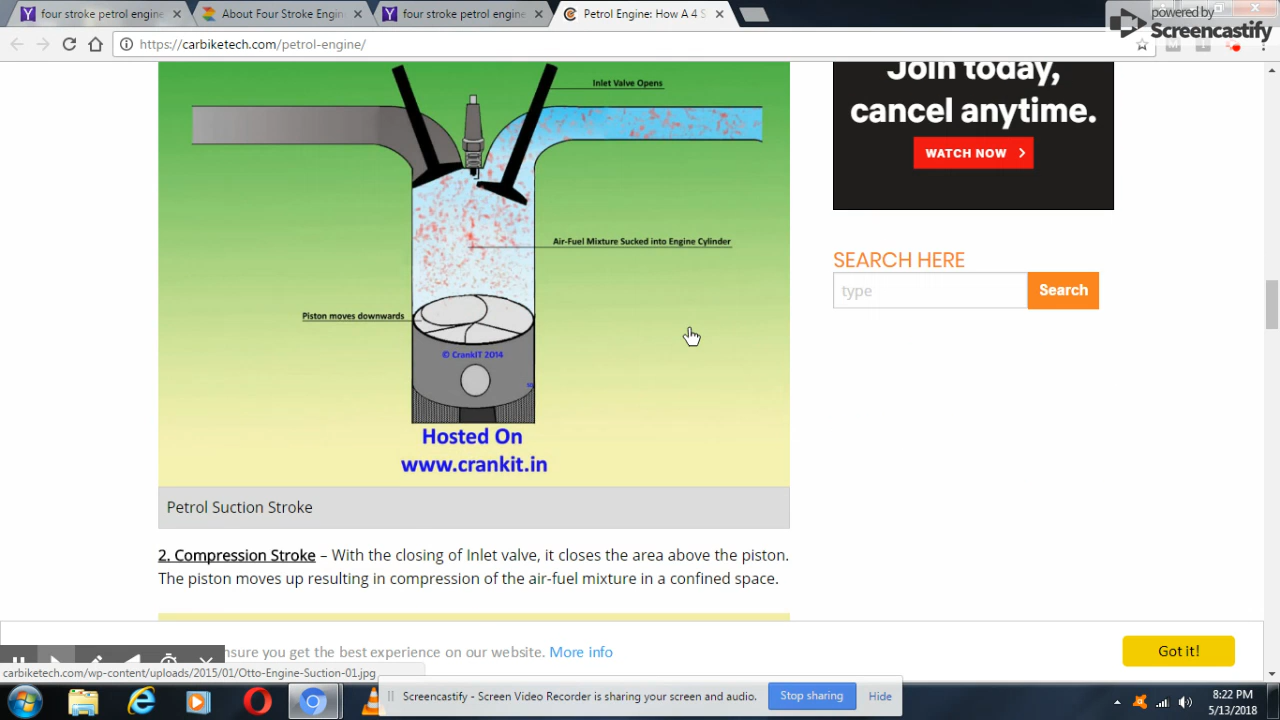 four stroke petrol engine
About Four Stroke Engin
four stroke petrol engine
Petrol Engine: How A 4 S
powered by
Screencastify
https://carbiketech.com/petrol-engine/
Inlet Valve Opens
Air-Fuel Mixture Sucked into Engine Cylinder
Piston moves downwards
© CrankIT 2014
Hosted On
www.crankit.in
Petrol Suction Stroke
2. Compression Stroke – With the closing of Inlet valve, it closes the area above the piston.
The piston moves up resulting in compression of the air-fuel mixture in a confined space.
Join today,
cancel anytime.
WATCH NOW
SEARCH HERE
type
Search
nsure you get the best experience on our website. More info
Got it!
carbiketech.com/wp-content/uploads/2015/01/Otto-Engine-Suction-01.jpg
Screencastify - Screen Video Recorder is sharing your screen and audio.
Stop sharing
Hide
8:22 PM
5/13/2018